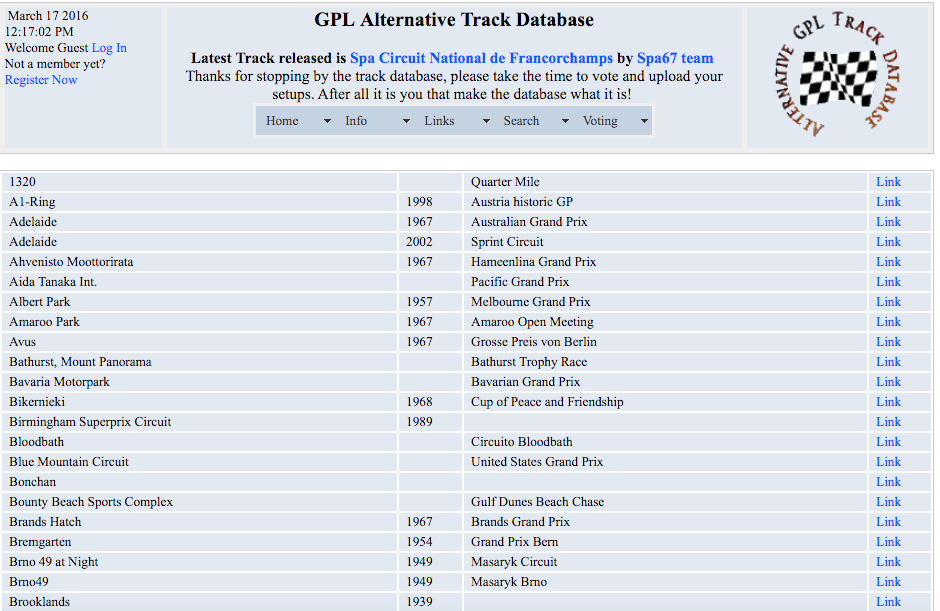 March 17 2016
12:17:02 PM
Welcome Guest Log In
Not a member yet?
Register Now
GPL Alternative Track Database
Latest Track released is Spa Circuit National de Francorchamps by Spa67 team
Thanks for stopping by the track database, please take the time to vote and upload your
setups. After all it is you that make the database what it is!
Home Info Links Search Voting
ALTERNATIVE GPL TRACK DATABASE
1320 Quarter Mile Link
A1-Ring 1998 Austria historic GP Link
Adelaide 1967 Australian Grand Prix Link
Adelaide 2002 Sprint Circuit Link
Ahvenisto Moottorirata 1967 Hameenlina Grand Prix Link
Aida Tanaka Int. Pacific Grand Prix Link
Albert Park 1957 Melbourne Grand Prix Link
Amaroo Park 1967 Amaroo Open Meeting Link
Avus 1967 Grosse Preis von Berlin Link
Bathurst, Mount Panorama Bathurst Trophy Race Link
Bavaria Motorpark Bavarian Grand Prix Link
Bikernieki 1968 Cup of Peace and Friendship Link
Birmingham Superprix Circuit 1989 Link
Bloodbath Circuito Bloodbath Link
Blue Mountain Circuit United States Grand Prix Link
Bonchan Link
Bounty Beach Sports Complex Gulf Dunes Beach Chase Link
Brands Hatch 1967 Brands Grand Prix Link
Bremgarten 1954 Grand Prix Bern Link
Brno 49 at Night 1949 Masaryk Circuit Link
Brno49 1949 Masaryk Brno Link
Brooklands 1939 Link